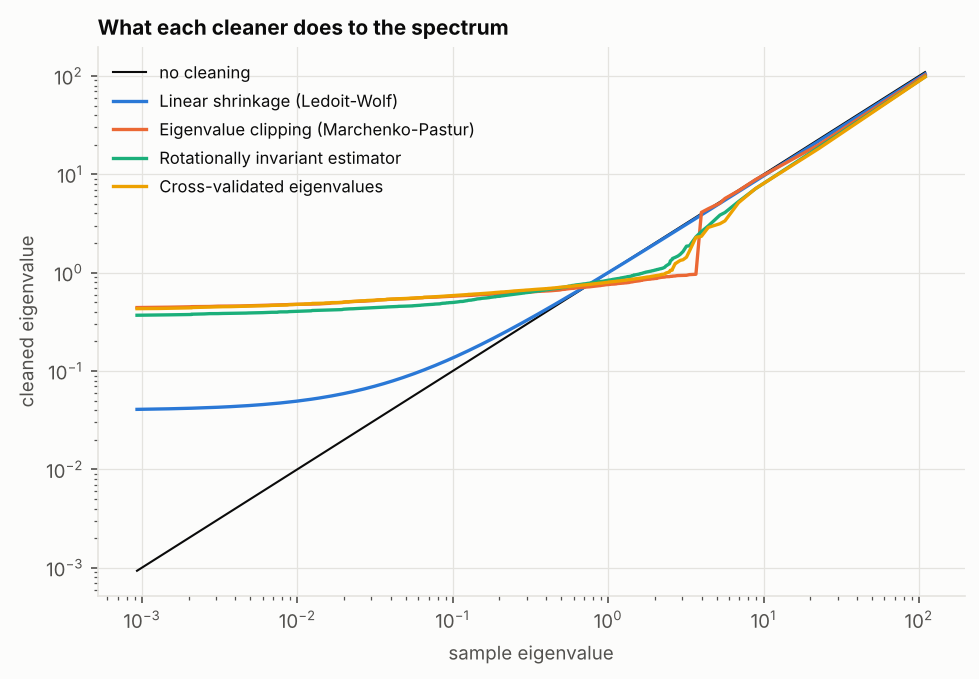 What each cleaner does to the spectrum
no cleaning
Linear shrinkage (Ledoit-Wolf)
Eigenvalue clipping (Marchenko-Pastur)
Rotationally invariant estimator
Cross-validated eigenvalues
cleaned eigenvalue
10²
10¹
10⁰
10⁻¹
10⁻²
10⁻³
10⁻³ 10⁻² 10⁻¹ 10⁰ 10¹ 10²
sample eigenvalue